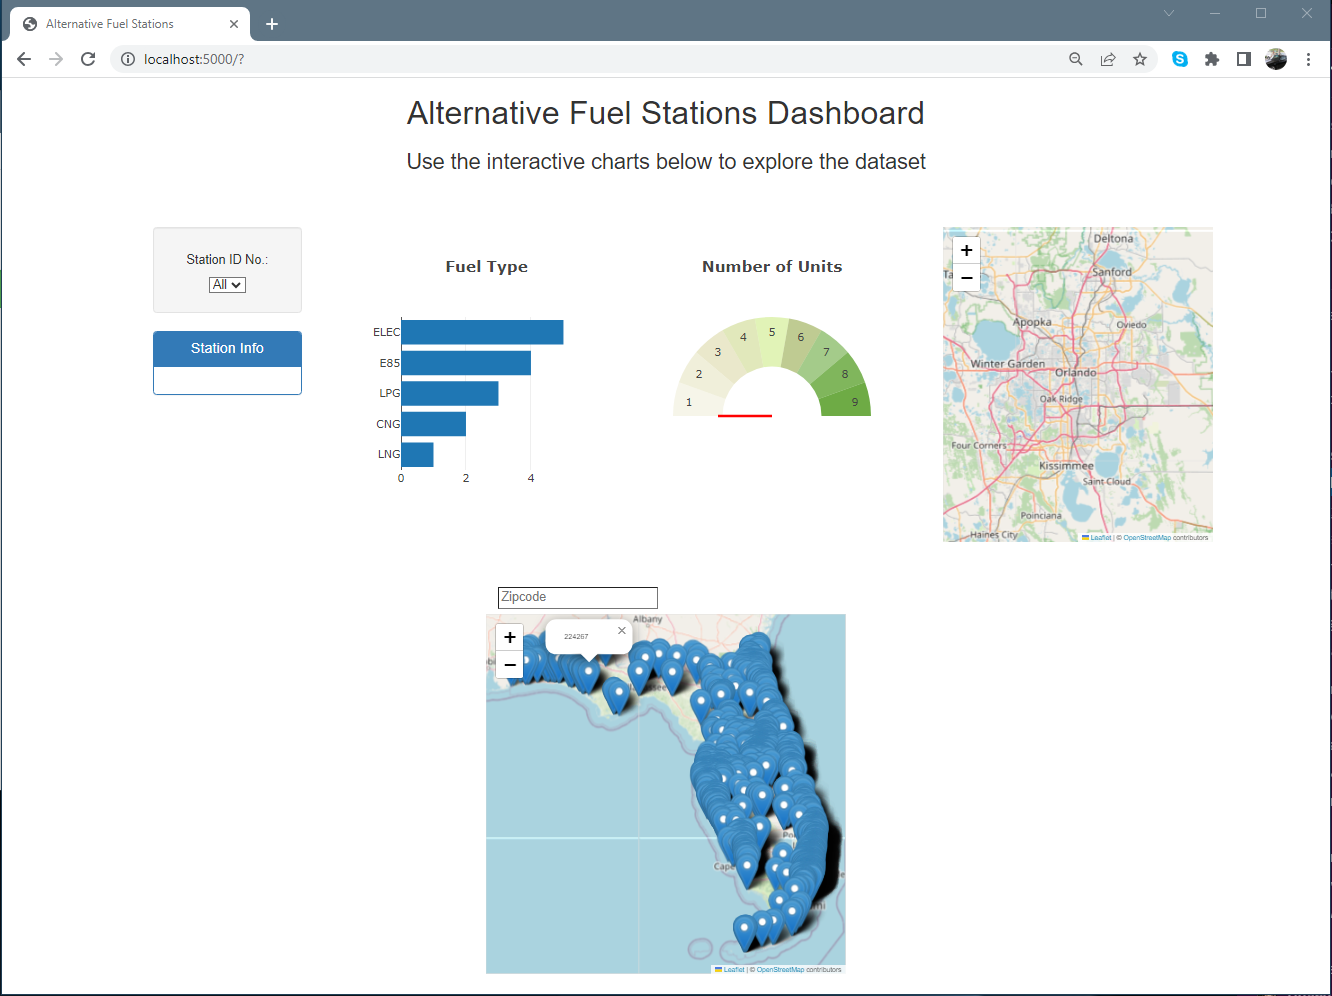 Alternative Fuel Stations
localhost:5000/?
Alternative Fuel Stations Dashboard
Use the interactive charts below to explore the dataset
Station ID No.:
All
Station Info
Fuel Type
ELEC
E85
LPG
CNG
LNG
0 2 4
Number of Units
1 2 3 4 5 6 7 8 9
+
−
Deltona
Sanford
Apopka
Oviedo
Winter Garden
Orlando
Oak Ridge
Four Corners
Kissimmee
Saint Cloud
Poinciana
Haines City
Leaflet | © OpenStreetMap contributors
Zipcode
+
−
Albany
224267
Cape
Leaflet | © OpenStreetMap contributors